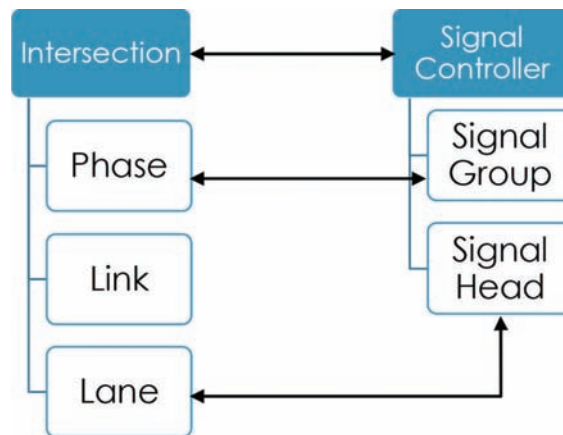 Intersection
Signal
Controller
Phase
Signal
Group
Link
Signal
Head
Lane